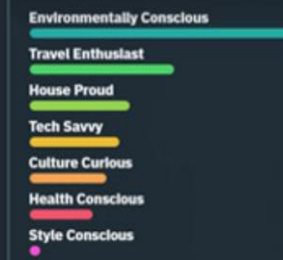 Environmentally Conscious
Travel Enthusiast
House Proud
Tech Savvy
Culture Curious
Health Conscious
Style Conscious